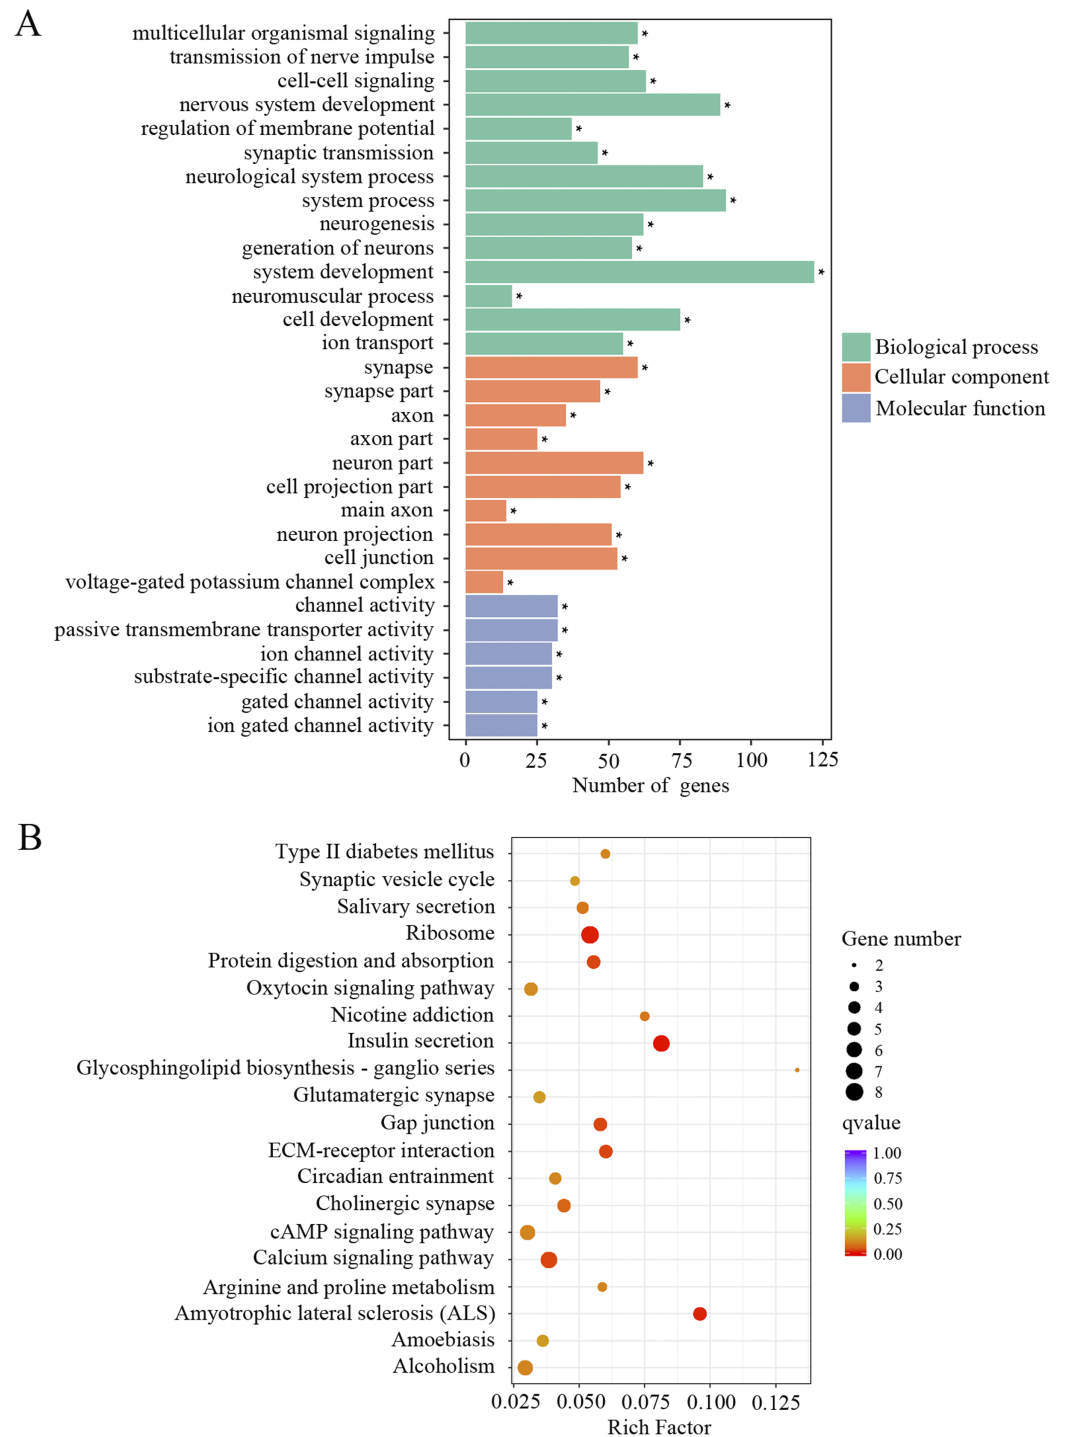 A
multicellular organismal signaling *
transmission of nerve impulse *
cell-cell signaling *
nervous system development *
regulation of membrane potential *
synaptic transmission *
neurological system process *
system process *
neurogenesis *
generation of neurons *
system development *
neuromuscular process *
cell development *
ion transport *
synapse *
synapse part *
axon *
axon part *
neuron part *
cell projection part *
main axon *
neuron projection *
cell junction *
voltage-gated potassium channel complex *
channel activity *
passive transmembrane transporter activity *
ion channel activity *
substrate-specific channel activity *
gated channel activity *
ion gated channel activity *
0 25 50 75 100 125
Number of genes
Biological process
Cellular component
Molecular function
B
Type II diabetes mellitus
Synaptic vesicle cycle
Salivary secretion
Ribosome
Protein digestion and absorption
Oxytocin signaling pathway
Nicotine addiction
Insulin secretion
Glycosphingolipid biosynthesis - ganglio series
Glutamatergic synapse
Gap junction
ECM-receptor interaction
Circadian entrainment
Cholinergic synapse
cAMP signaling pathway
Calcium signaling pathway
Arginine and proline metabolism
Amyotrophic lateral sclerosis (ALS)
Amoebiasis
Alcoholism
0.025 0.050 0.075 0.100 0.125
Rich Factor
Gene number
2
3
4
5
6
7
8
qvalue
1.00
0.75
0.50
0.25
0.00